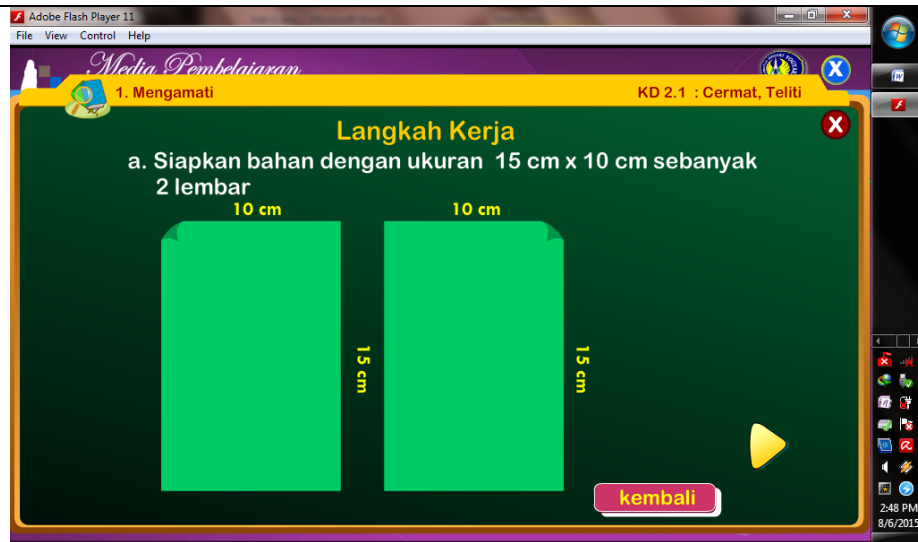 Adobe Flash Player 11
File View Control Help
Media Pembelajaran
1. Mengamati
KD 2.1 : Cermat, Teliti
X
X
Langkah Kerja
a. Siapkan bahan dengan ukuran 15 cm x 10 cm sebanyak
2 lembar
10 cm
10 cm
15 cm
15 cm
kembali
2:48 PM
8/6/2015